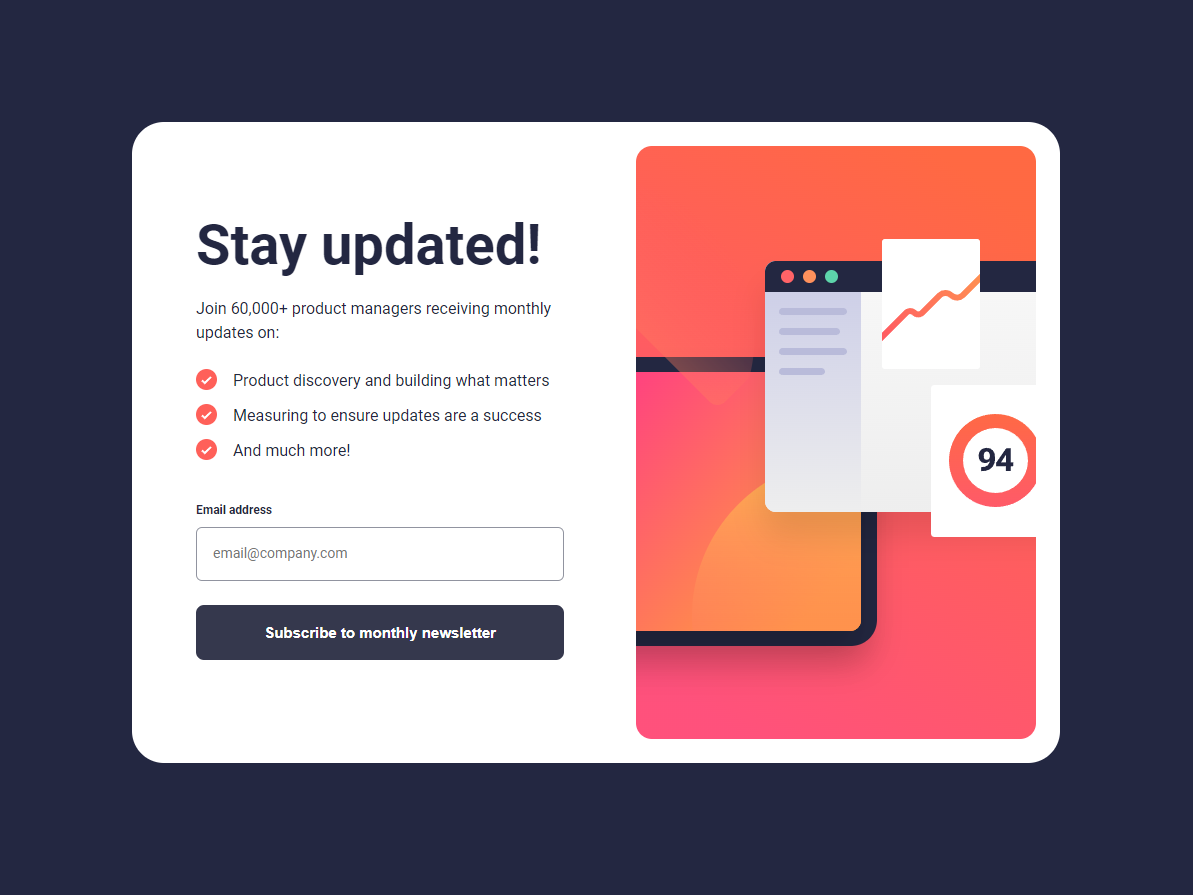 Stay updated!
Join 60,000+ product managers receiving monthly
updates on:
Product discovery and building what matters
Measuring to ensure updates are a success
And much more!
Email address
email@company.com
Subscribe to monthly newsletter
94